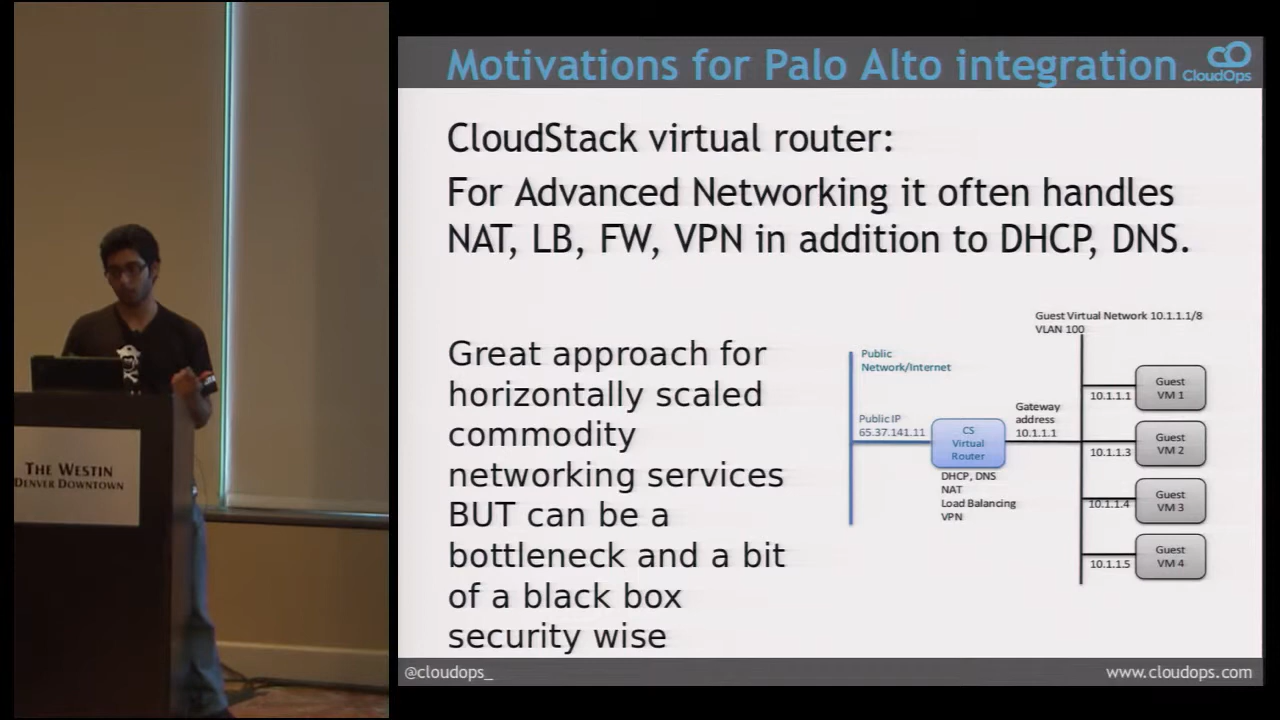 Motivations for Palo Alto integration
CloudOps
CloudStack virtual router:
For Advanced Networking it often handles
NAT, LB, FW, VPN in addition to DHCP, DNS.
Great approach for
horizontally scaled
commodity
networking services
BUT can be a
bottleneck and a bit
of a black box
security wise
Guest Virtual Network 10.1.1.1/8
VLAN 100
Public
Network/Internet
Public IP
65.37.141.11
CS
Virtual
Router
Gateway
address
10.1.1.1
DHCP, DNS
NAT
Load Balancing
VPN
10.1.1.1
Guest
VM 1
10.1.1.3
Guest
VM 2
10.1.1.4
Guest
VM 3
10.1.1.5
Guest
VM 4
@cloudops_
www.cloudops.com
THE WESTIN
DENVER DOWNTOWN